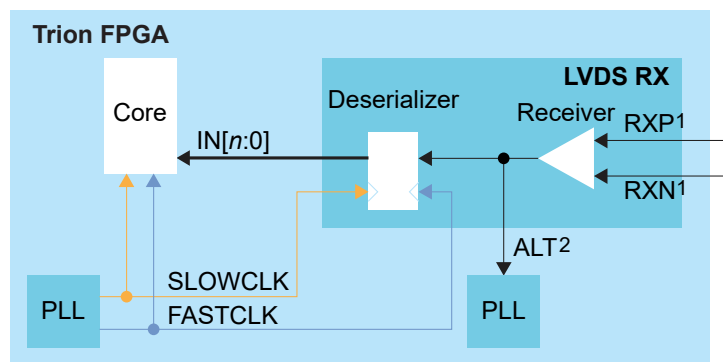 Trion FPGA
LVDS RX
Deserializer
Core
Receiver
RXP1
IN[n:0]
RXN1
ALT2
SLOWCLK
PLL
PLL
FASTCLK